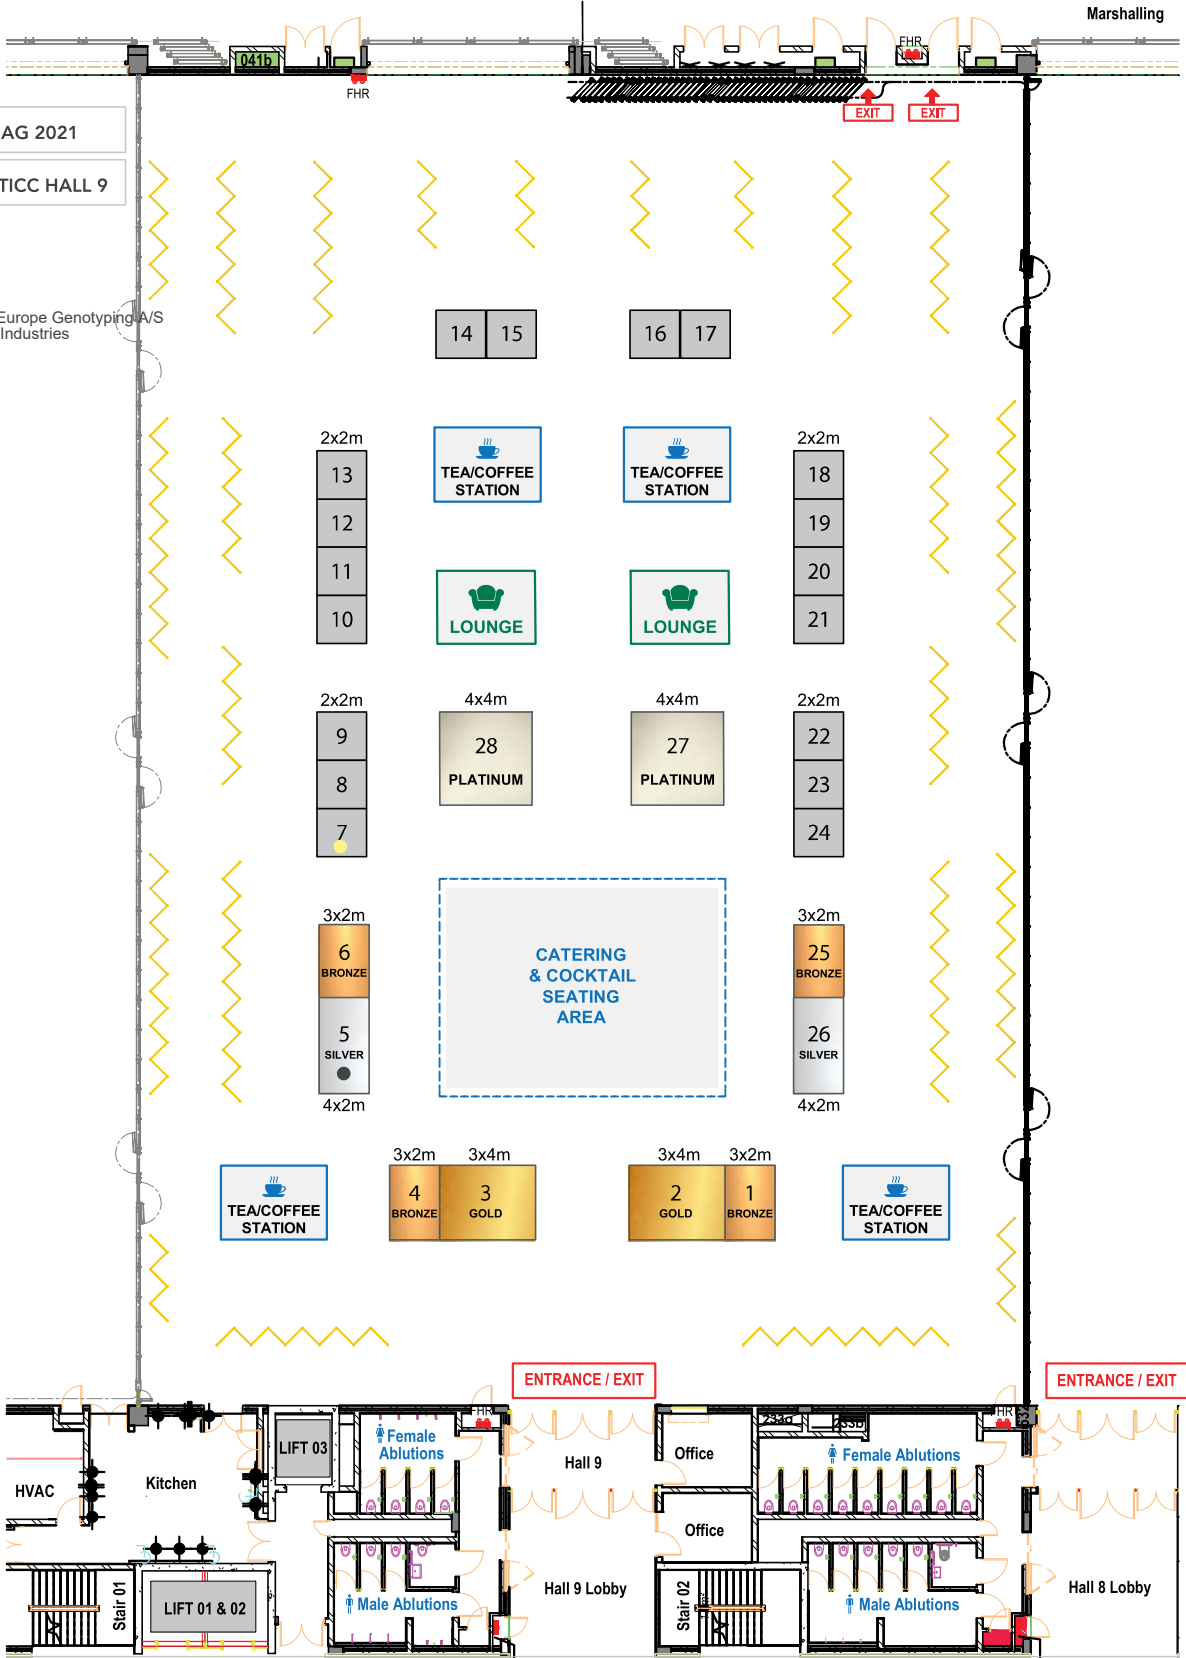 Marshalling
041b
FHR
FHR
EXIT
EXIT
AG 2021
TICC HALL 9
Europe Genotyping A/S
Industries
14
15
16
17
2x2m
2x2m
TEA/COFFEE
STATION
TEA/COFFEE
STATION
13
12
11
10
18
19
20
21
LOUNGE
LOUNGE
2x2m
4x4m
4x4m
2x2m
9
8
7
28
PLATINUM
27
PLATINUM
22
23
24
3x2m
3x2m
6
BRONZE
5
SILVER
4x2m
CATERING
& COCKTAIL
SEATING
AREA
25
BRONZE
26
SILVER
4x2m
3x2m
3x4m
3x4m
3x2m
TEA/COFFEE
STATION
4
BRONZE
3
GOLD
2
GOLD
1
BRONZE
TEA/COFFEE
STATION
ENTRANCE / EXIT
ENTRANCE / EXIT
FHR
FHR
LIFT 03
Female
Ablutions
Hall 9
Office
Female Ablutions
HVAC
Kitchen
Office
Stair 01
LIFT 01 & 02
Male Ablutions
Hall 9 Lobby
Stair 02
Male Ablutions
Hall 8 Lobby